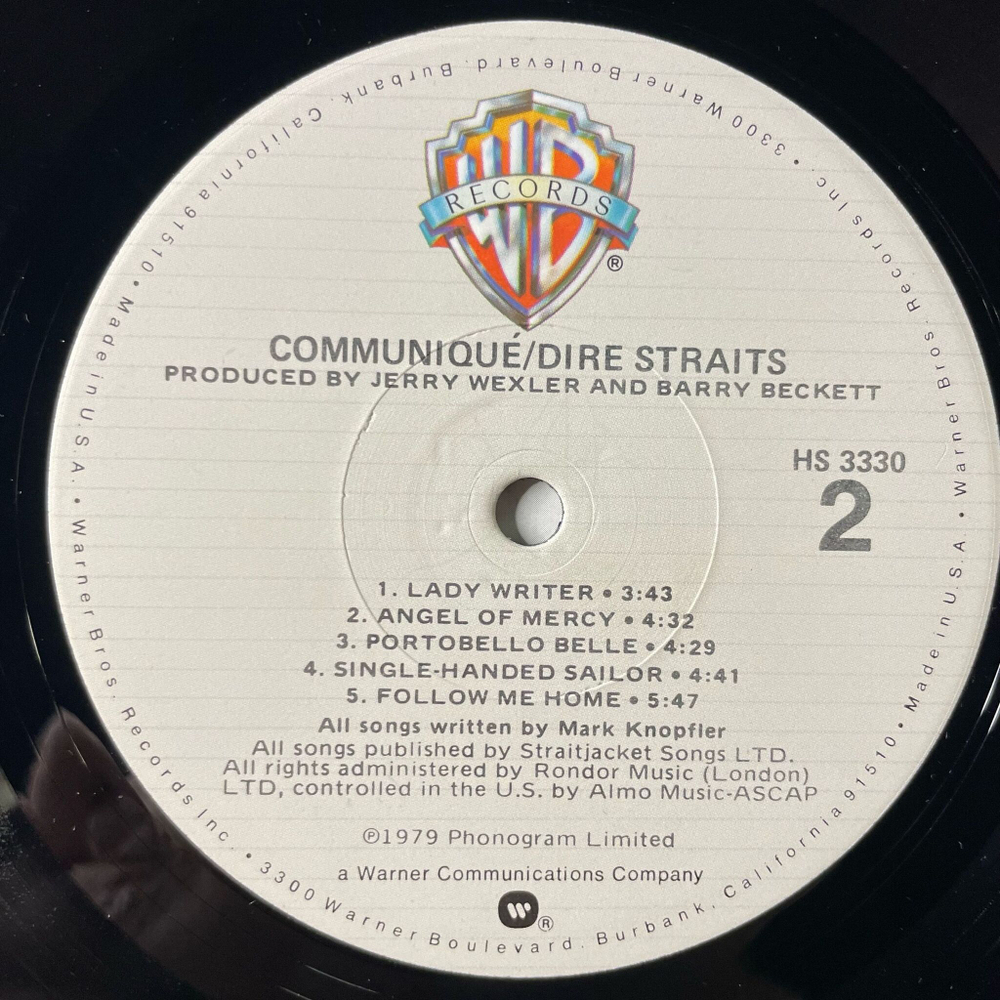 WB
RECORDS
®
COMMUNIQUÉ/DIRE STRAITS
PRODUCED BY JERRY WEXLER AND BARRY BECKETT
HS 3330
2
1. LADY WRITER • 3:43
2. ANGEL OF MERCY • 4:32
3. PORTOBELLO BELLE • 4:29
4. SINGLE-HANDED SAILOR • 4:41
5. FOLLOW ME HOME • 5:47
All songs written by Mark Knopfler
All songs published by Straitjacket Songs LTD.
All rights administered by Rondor Music (London)
LTD, controlled in the U.S. by Almo Music-ASCAP
℗1979 Phonogram Limited
a Warner Communications Company
W ®
Warner Bros. Records Inc. • 3300 Warner Boulevard. Burbank, California 91510 • Made in U.S.A. • Warner Bros. Records Inc. • 3300 Warner Boulevard. Burbank. California 91510 • Made in U.S.A. •